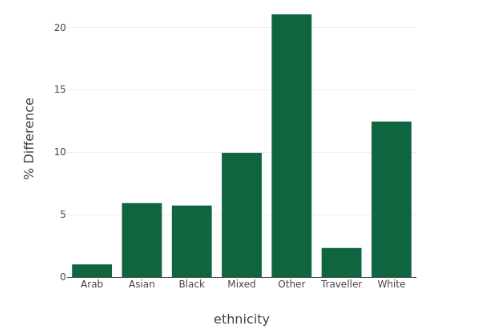 % Difference
20
15
10
5
0
Arab Asian Black Mixed Other Traveller White
ethnicity